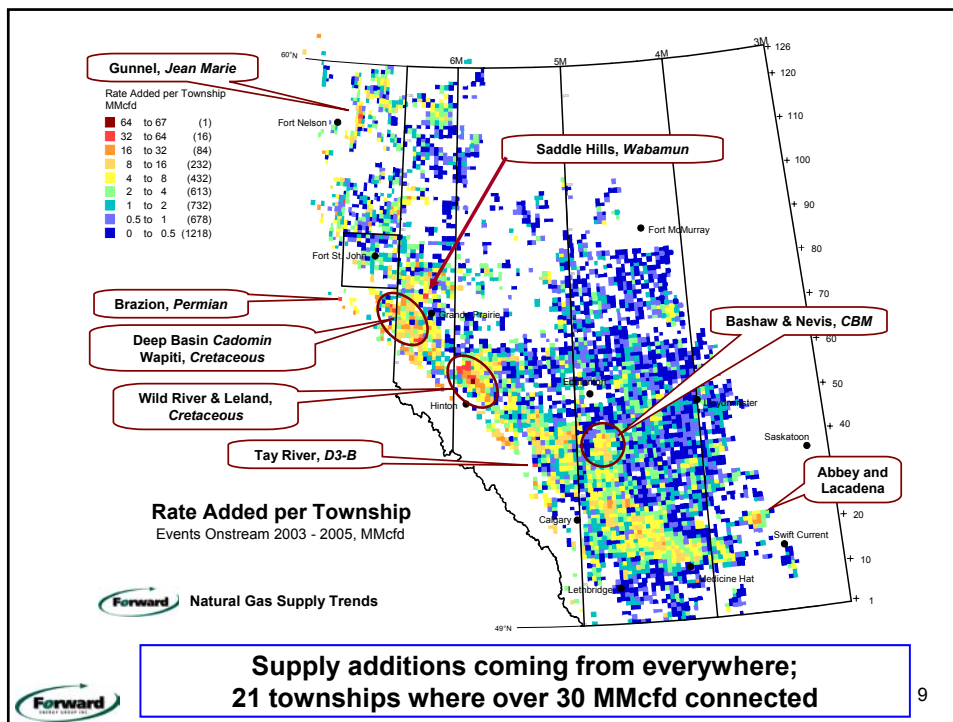 60°N
6M
5M
4M
3M
126
120
110
100
90
80
70
60
50
40
20
10
1
49°N
Gunnel, Jean Marie
Rate Added per Township
MMcfd
64 to 67 (1)
32 to 64 (16)
16 to 32 (84)
8 to 16 (232)
4 to 8 (432)
2 to 4 (613)
1 to 2 (732)
0.5 to 1 (678)
0 to 0.5 (1218)
Fort Nelson
Saddle Hills, Wabamun
Fort McMurray
Fort St. John
Brazion, Permian
Grande Prairie
Bashaw & Nevis, CBM
Deep Basin Cadomin
Wapiti, Cretaceous
Wild River & Leland,
Cretaceous
Edmonton
Hinton
Lloydminster
Saskatoon
Tay River, D3-B
Abbey and
Lacadena
Rate Added per Township
Events Onstream 2003 - 2005, MMcfd
Calgary
Swift Current
Medicine Hat
Lethbridge
Forward
Natural Gas Supply Trends
Supply additions coming from everywhere;
21 townships where over 30 MMcfd connected
9
Forward
ENERGY GROUP INC.